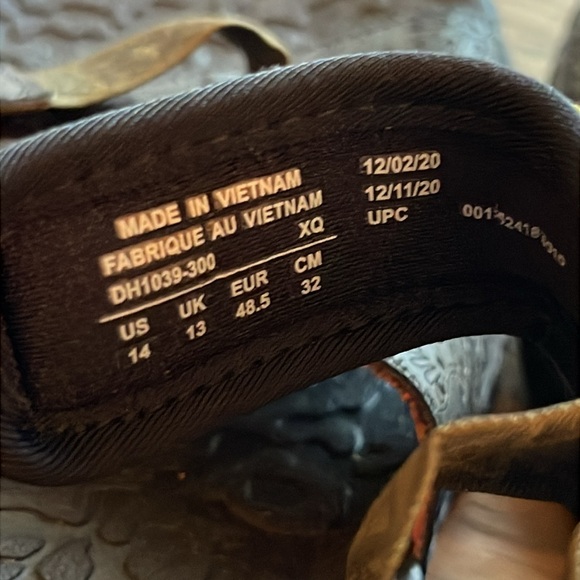 MADE IN VIETNAM
FABRIQUE AU VIETNAM
DH1039-300 XQ
US UK EUR CM
14 13 48.5 32
12/02/20
12/11/20
UPC